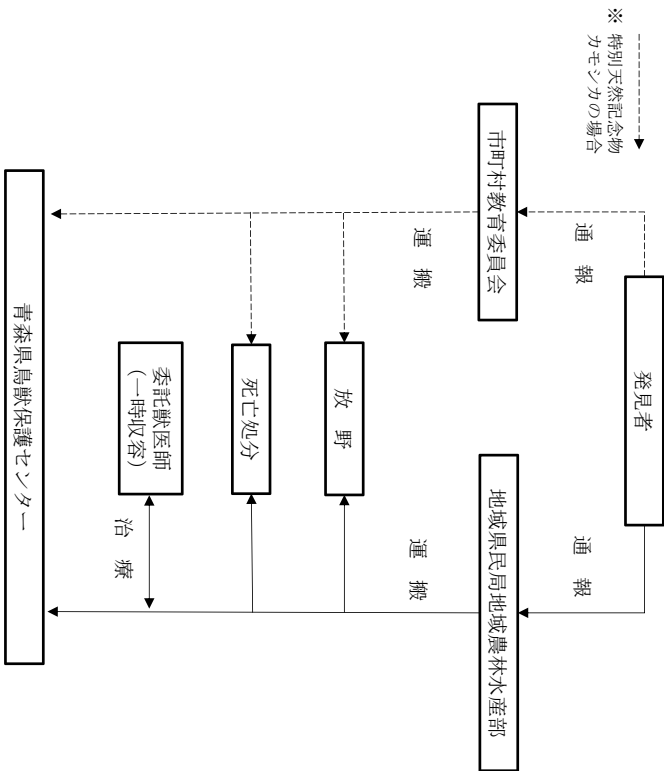 ※ 特別天然記念物
カモシカの場合
発見者
通 報
通 報
市町村教育委員会
地域県民局地域農林水産部
運 搬
運 搬
放 野
死亡処分
委託獣医師
(一時収容)
治 療
青森県鳥獣保護センター